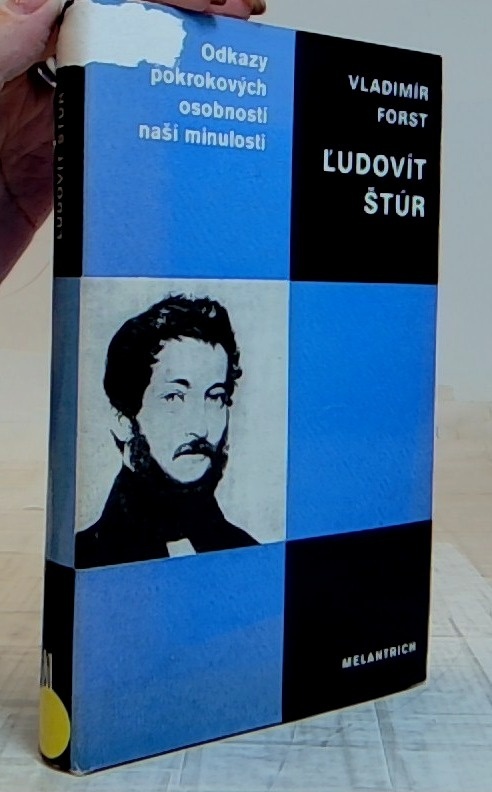 Odkazy
pokrokových
osobností
naší minulosti
VLADIMÍR
FORST
ĽUDOVÍT
ŠTÚR
MELANTRICH
ĽUDOVÍT ŠTÚR